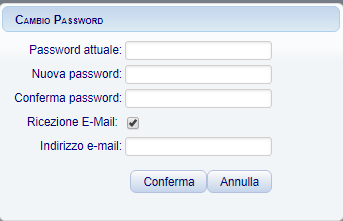 Cambio Password
Password attuale:
Nuova password:
Conferma password:
Ricezione E-Mail:
Indirizzo e-mail:
Conferma Annulla